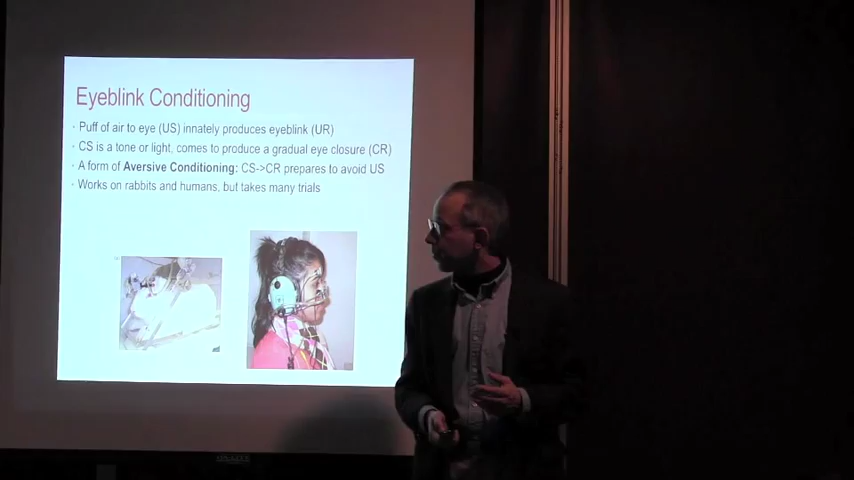 Eyeblink Conditioning
· Puff of air to eye (US) innately produces eyeblink (UR)
· CS is a tone or light, comes to produce a gradual eye closure (CR)
· A form of Aversive Conditioning: CS->CR prepares to avoid US
· Works on rabbits and humans, but takes many trials